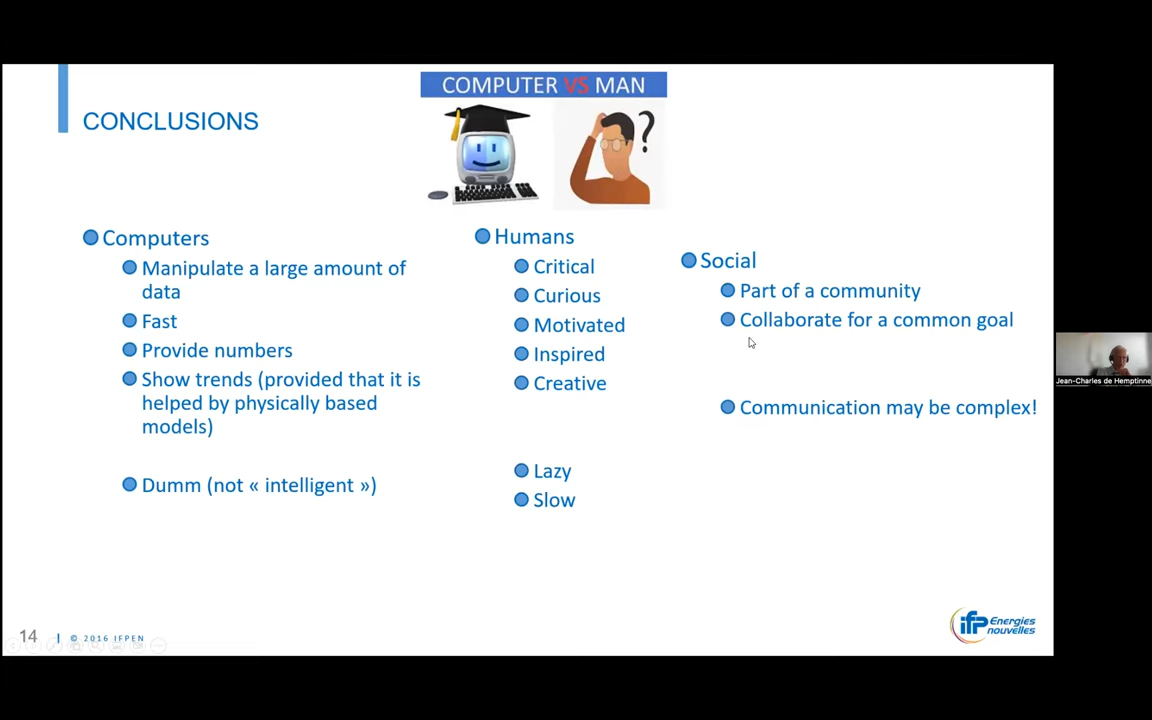 COMPUTER VS MAN
CONCLUSIONS
?
Computers
Manipulate a large amount of
data
Fast
Provide numbers
Show trends (provided that it is
helped by physically based
models)
Dumm (not « intelligent »)
Humans
Critical
Curious
Motivated
Inspired
Creative
Lazy
Slow
Social
Part of a community
Collaborate for a common goal
Communication may be complex!
Jean-Charles de Hemptinne
14
© 2016 IFPEN
ifp Energies
nouvelles